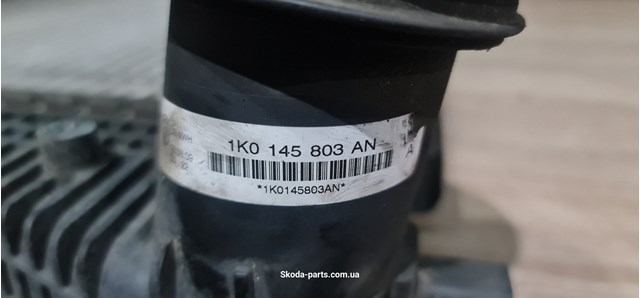 1K0 145 803 AN
A
*1K0145803AN*
Skoda-parts.com.ua